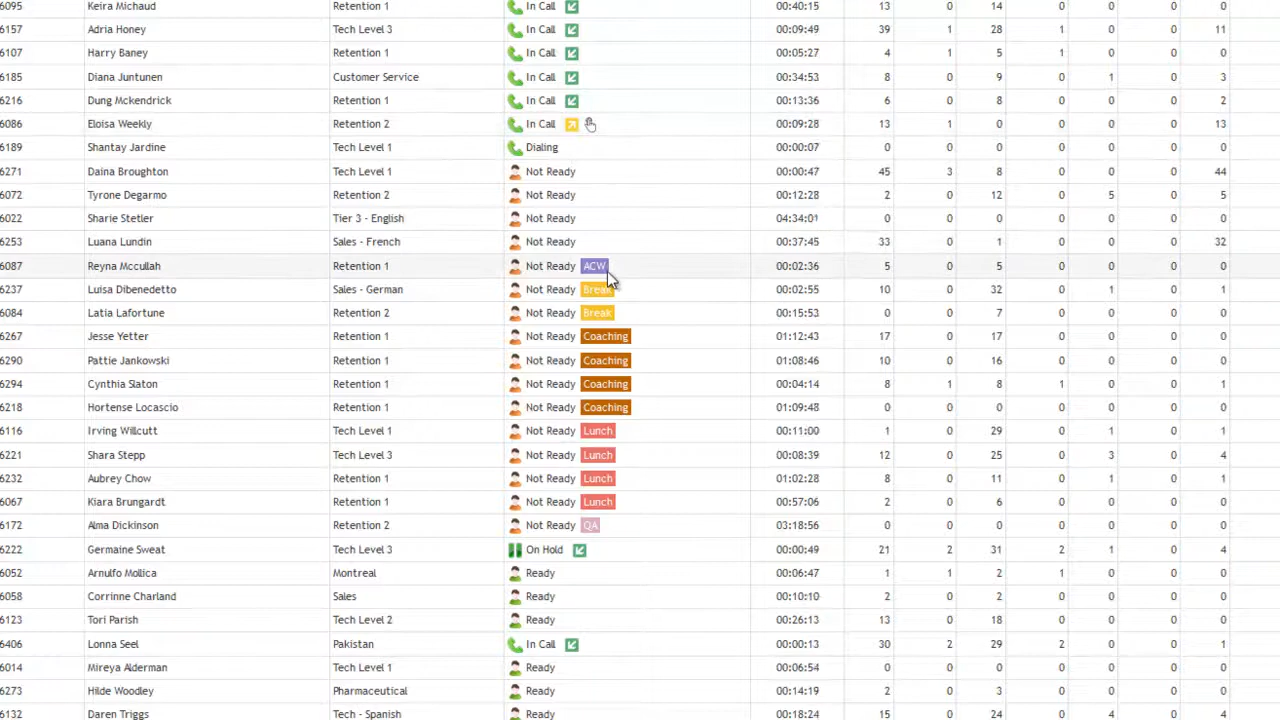 6095 Keira Michaud Retention 1 In Call 00:40:15 13 0 14 0 0 0
6157 Adria Honey Tech Level 3 In Call 00:09:49 39 1 28 1 0 0 11
6107 Harry Baney Retention 1 In Call 00:05:27 4 1 5 1 0 0
6185 Diana Juntunen Customer Service In Call 00:34:53 8 0 9 0 1 0 3
6216 Dung Mckendrick Retention 1 In Call 00:13:36 6 0 8 0 0 0 2
6086 Eloisa Weekly Retention 2 In Call 00:09:28 13 1 0 0 0 0 13
6189 Shantay Jardine Tech Level 1 Dialing 00:00:07 0 0 0 0 0 0 0
6271 Daina Broughton Tech Level 1 Not Ready 00:00:47 45 3 8 0 0 0 44
6072 Tyrone Degarmo Retention 2 Not Ready 00:12:28 2 0 12 0 5 0 5
6022 Sharie Stetler Tier 3 - English Not Ready 04:34:01 0 0 0 0 0 0 0
6253 Luana Lundin Sales - French Not Ready 00:37:45 33 0 1 0 0 0 32
6087 Reyna Mccullah Retention 1 Not Ready ACW 00:02:36 5 0 5 0 0 0 0
6237 Luisa Dibenedetto Sales - German Not Ready Break 00:02:55 10 0 32 0 1 0 1
6084 Latia Lafortune Retention 2 Not Ready Break 00:15:53 0 0 7 0 0 0 0
6267 Jesse Yetter Retention 1 Not Ready Coaching 01:12:43 17 0 17 0 0 0 0
6290 Pattie Jankowski Retention 1 Not Ready Coaching 01:08:46 10 0 16 0 0 0 0
6294 Cynthia Slaton Retention 1 Not Ready Coaching 00:04:14 8 1 8 1 0 0 1
6218 Hortense Locascio Retention 1 Not Ready Coaching 01:09:48 0 0 0 0 0 0 0
6116 Irving Willcutt Tech Level 1 Not Ready Lunch 00:11:00 1 0 29 0 1 0 1
6221 Shara Stepp Tech Level 3 Not Ready Lunch 00:08:39 12 0 25 0 3 0 4
6232 Aubrey Chow Retention 1 Not Ready Lunch 01:02:28 8 0 11 0 1 0 1
6067 Kiara Brungardt Retention 1 Not Ready Lunch 00:57:06 2 0 6 0 0 0 0
6172 Alma Dickinson Retention 2 Not Ready QA 03:18:56 0 0 0 0 0 0 0
6222 Germaine Sweat Tech Level 3 On Hold 00:00:49 21 2 31 2 1 0 4
6052 Arnulfo Mollica Montreal Ready 00:06:47 1 1 2 1 0 0 0
6058 Corrinne Charland Sales Ready 00:10:10 2 0 2 0 0 0 0
6123 Tori Parish Tech Level 2 Ready 00:26:13 13 0 18 0 0 0 0
6406 Lonna Seel Pakistan In Call 00:00:13 30 2 29 2 0 0 1
6014 Mireya Alderman Tech Level 1 Ready 00:06:54 0 0 0 0 0 0 0
6273 Hilde Woodley Pharmaceutical Ready 00:14:19 2 0 3 0 0 0 0
6132 Daren Triggs Tech - Spanish Ready 00:18:24 15 0 24 0 4 0 4